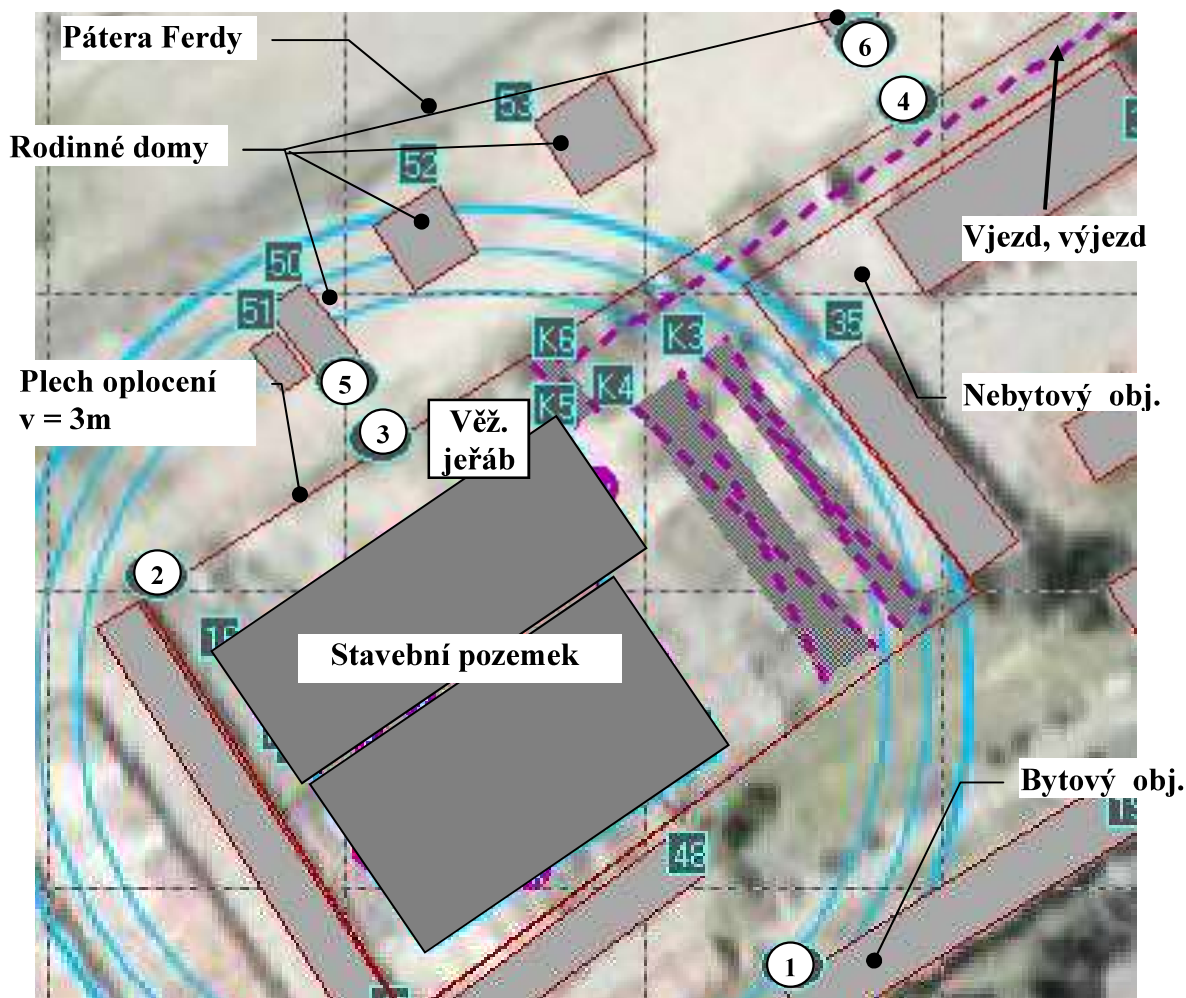 Pátera Ferdy
6
4
53
Rodinné domy
52
Vjezd, výjezd
50
51
35
K6
K3
Plech oplocení
v = 3m
5
K4
K5
Nebytový obj.
3
Věž.
jeřáb
2
Stavební pozemek
Bytový obj.
48
1